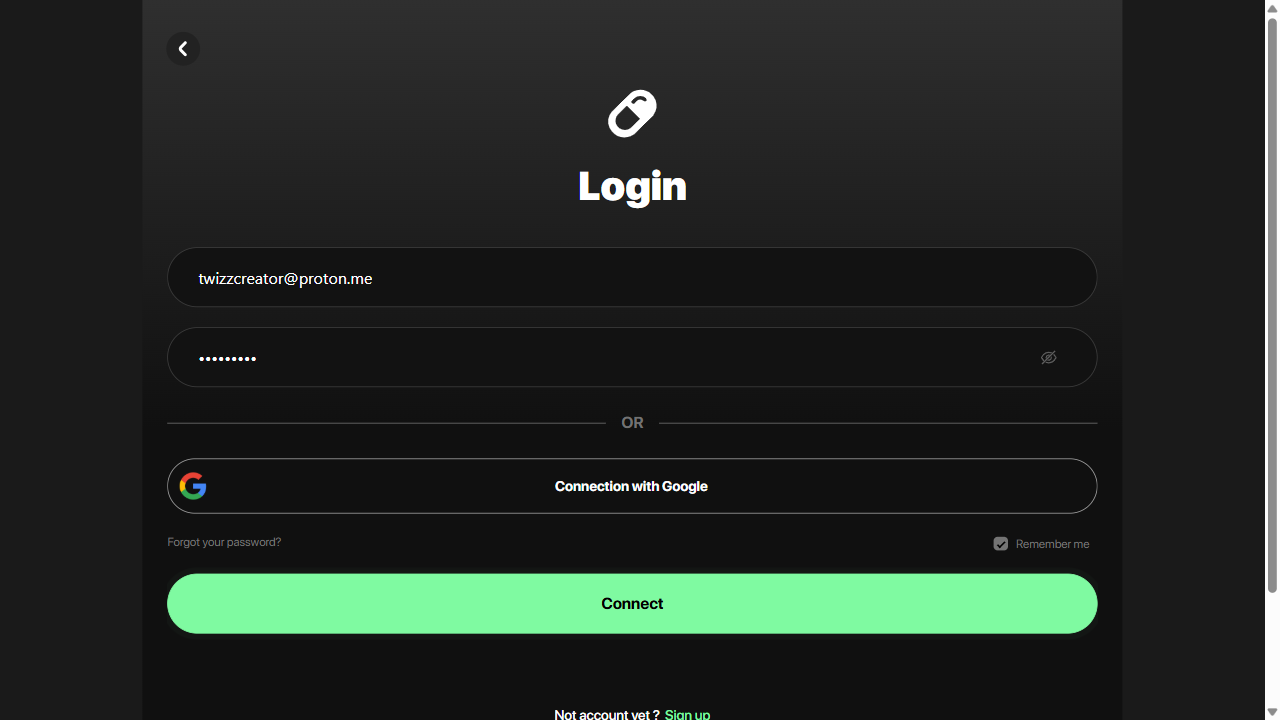 Login
twizzcreator@proton.me
•••••••••
OR
Connection with Google
Forgot your password?
Remember me
Connect
Not account yet ? Sign up